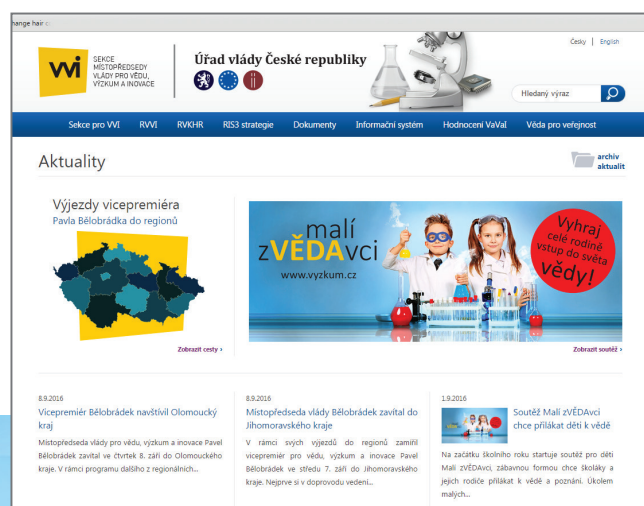 hange hair c
SEKCE
MÍSTOPŘEDSEDY
VLÁDY PRO VĚDU,
VÝZKUM A INOVACE
vvi
Úřad vlády České republiky
Česky | English
Hledaný výraz
Sekce pro VVI RVVI RVKHR RIS3 strategie Dokumenty Informační systém Hodnocení VaVaI Věda pro veřejnost
Aktuality
archiv
aktualit
Výjezdy vicepremiéra
Pavla Bělobrádka do regionů
Zobrazit cesty ›
malí
zVĚDAvci
www.vyzkum.cz
Vyhraj
celé rodině
vstup do světa
vědy!
Zobrazit soutěž ›
8.9.2016
Vicepremiér Bělobrádek navštívil Olomoucký
kraj
Místopředseda vlády pro vědu, výzkum a inovace Pavel
Bělobrádek zavítal ve čtvrtek 8. září do Olomouckého
kraje. V rámci programu dalšího z regionálních...
8.9.2016
Místopředseda vlády Bělobrádek zavítal do
Jihomoravského kraje
V rámci svých výjezdů do regionů zamířil
vicepremiér pro vědu, výzkum a inovace Pavel
Bělobrádek ve středu 7. září do Jihomoravského
kraje. Nejprve si v doprovodu vedení...
1.9.2016
Soutěž Malí zVĚDAvci
chce přilákat děti k vědě
Na začátku školního roku startuje soutěž pro děti
Malí zVĚDAvci, zábavnou formou chce školáky a
jejich rodiče přilákat k vědě a poznání. Úkolem
malých...